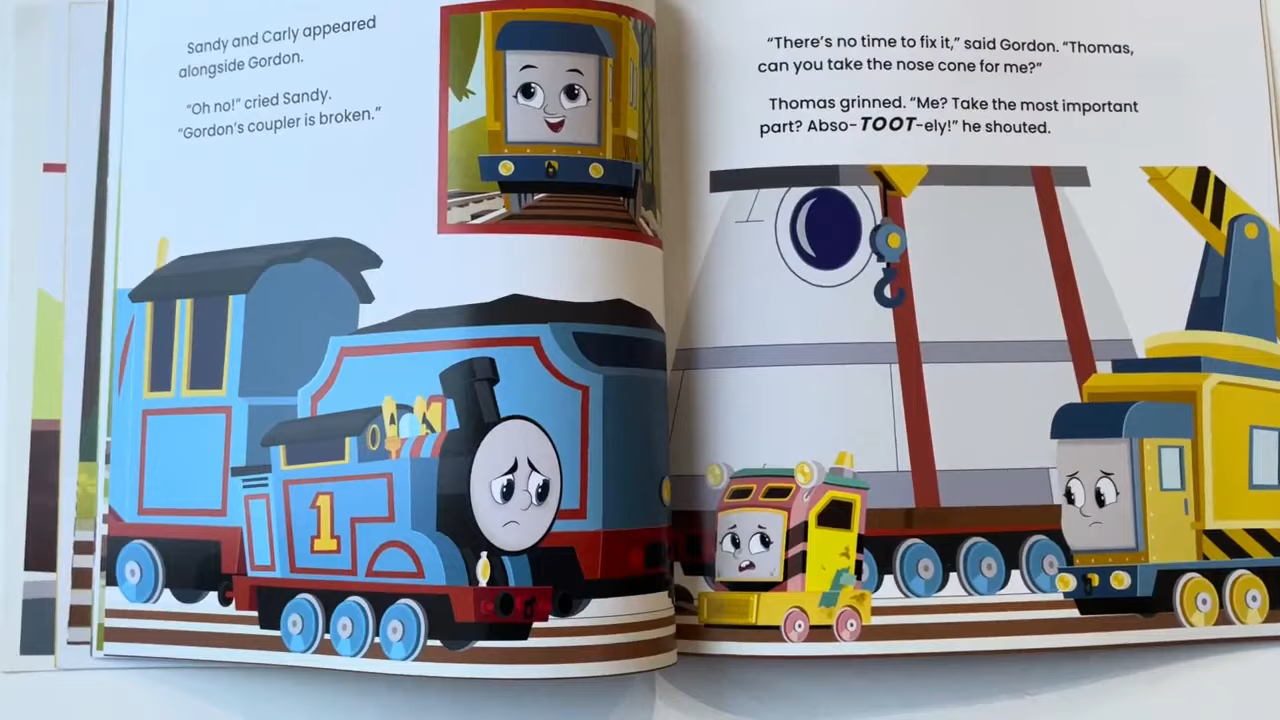 Sandy and Carly appeared
alongside Gordon.
"Oh no!" cried Sandy.
"Gordon's coupler is broken."
1
"There's no time to fix it," said Gordon. "Thomas,
can you take the nose cone for me?"
Thomas grinned. "Me? Take the most important
part? Abso-TOOT-ely!" he shouted.